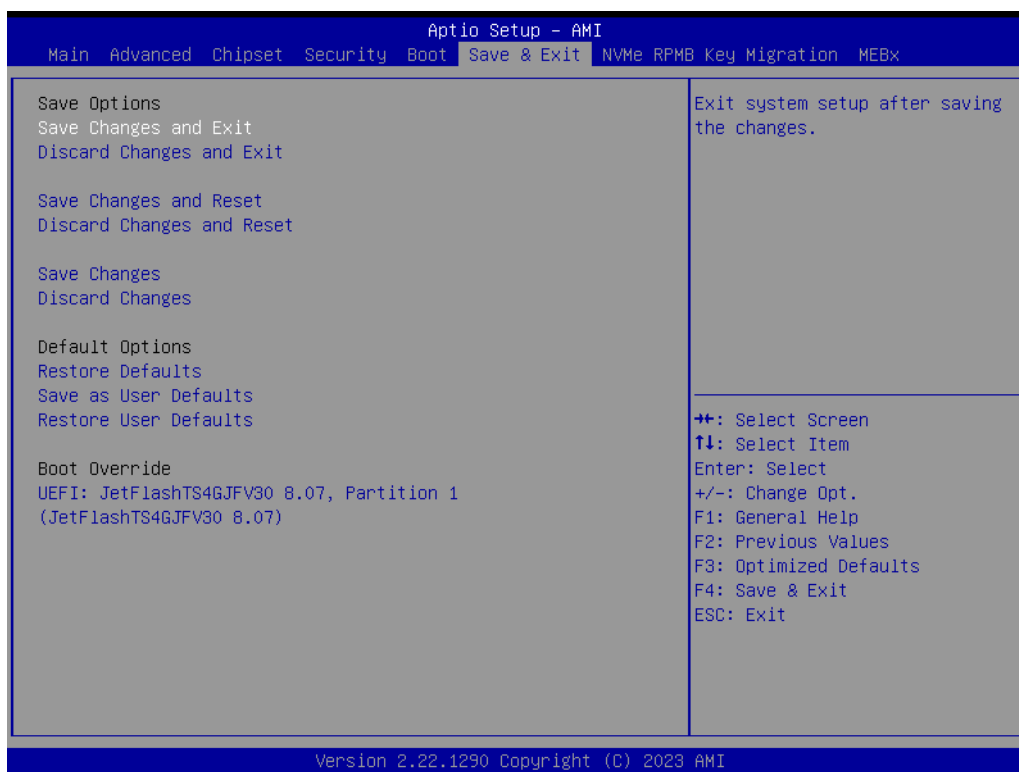 Aptio Setup – AMI
Main Advanced Chipset Security Boot Save & Exit NVMe RPMB Key Migration MEBx
Save Options
Save Changes and Exit
Discard Changes and Exit
Save Changes and Reset
Discard Changes and Reset
Save Changes
Discard Changes
Default Options
Restore Defaults
Save as User Defaults
Restore User Defaults
Boot Override
UEFI: JetFlashTS4GJFV30 8.07, Partition 1
(JetFlashTS4GJFV30 8.07)
Exit system setup after saving
the changes.
→←: Select Screen
↑↓: Select Item
Enter: Select
+/-: Change Opt.
F1: General Help
F2: Previous Values
F3: Optimized Defaults
F4: Save & Exit
ESC: Exit
Version 2.22.1290 Copyright (C) 2023 AMI